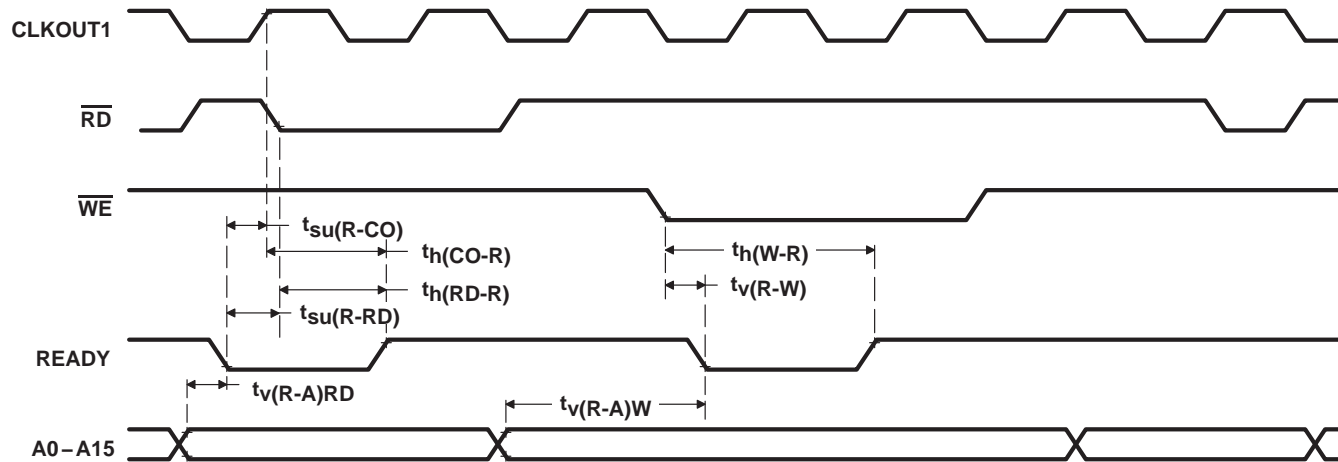 CLKOUT1
RD
WE
tsu(R-CO)
th(CO-R)
th(W-R)
th(RD-R)
tv(R-W)
tsu(R-RD)
READY
tv(R-A)RD
tv(R-A)W
A0–A15